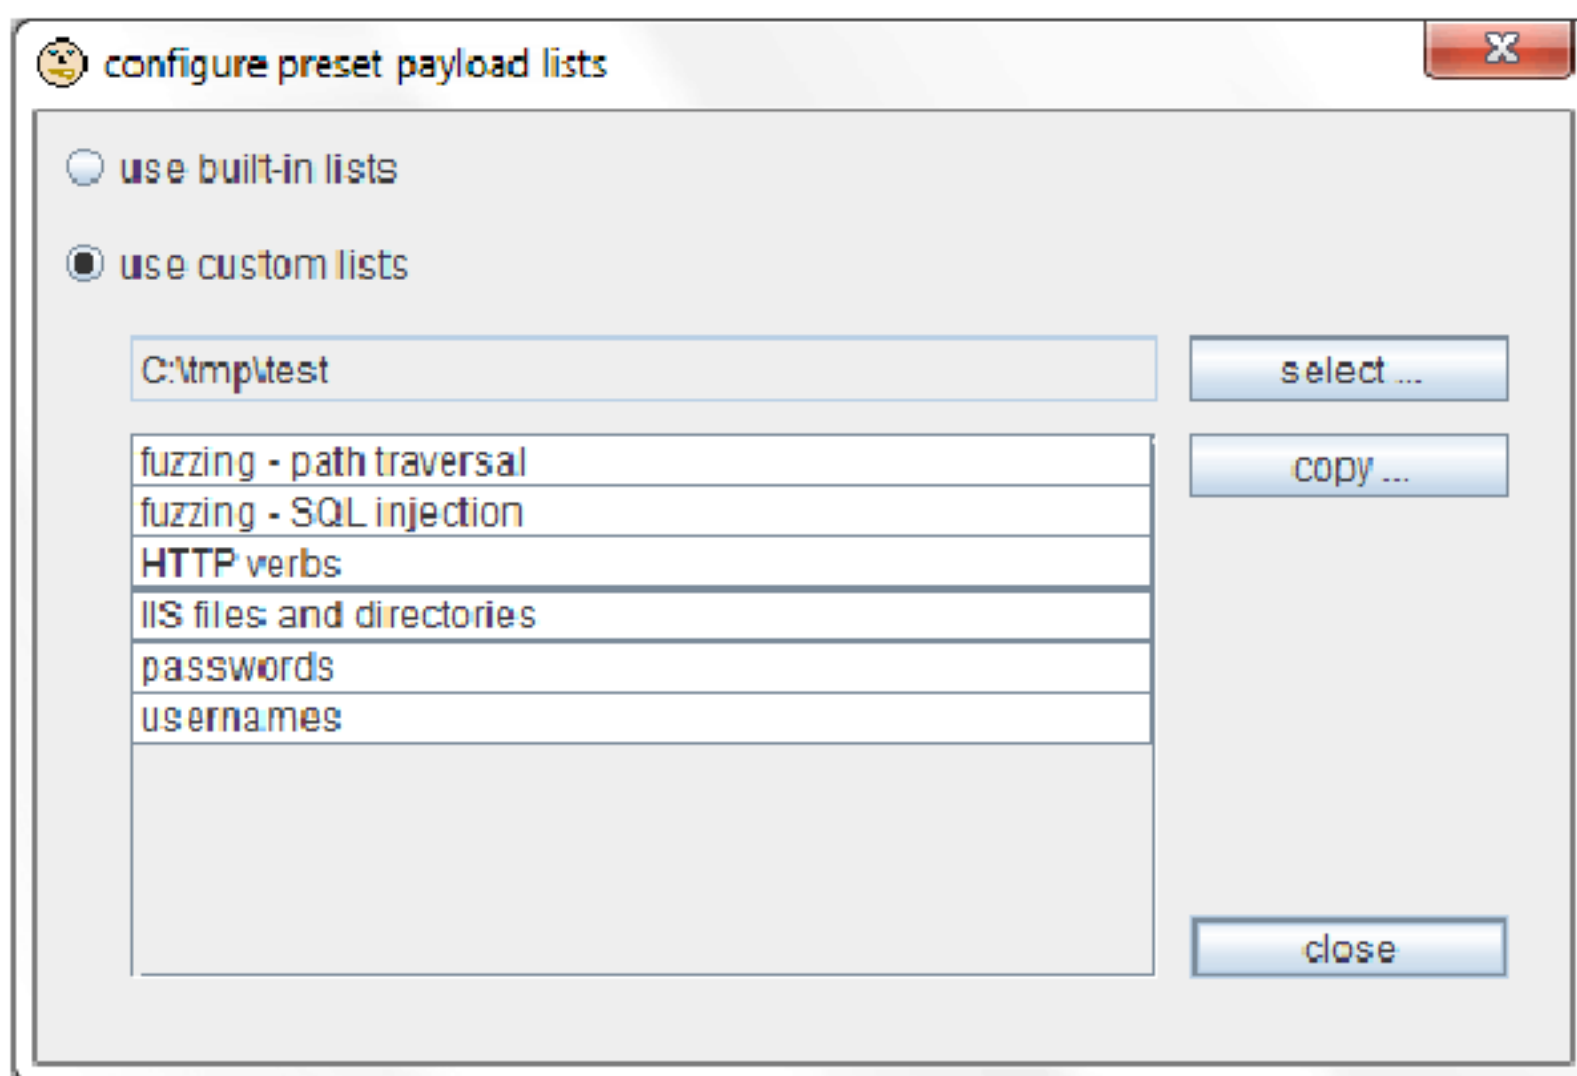 configure preset payload lists
use built-in lists
use custom lists
C:\tmp\test
select ...
fuzzing - path traversal
copy ...
fuzzing - SQL injection
HTTP verbs
IIS files and directories
passwords
usernames
close